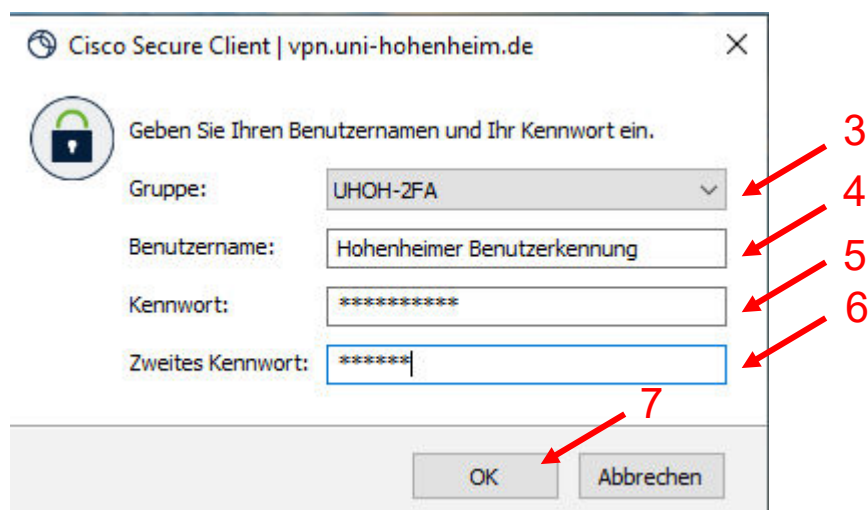 Cisco Secure Client | vpn.uni-hohenheim.de
Geben Sie Ihren Benutzernamen und Ihr Kennwort ein.
3
Gruppe: UHOH-2FA
4
Benutzername: Hohenheimer Benutzerkennung
5
Kennwort: **********
6
Zweites Kennwort: ******
7
OK Abbrechen